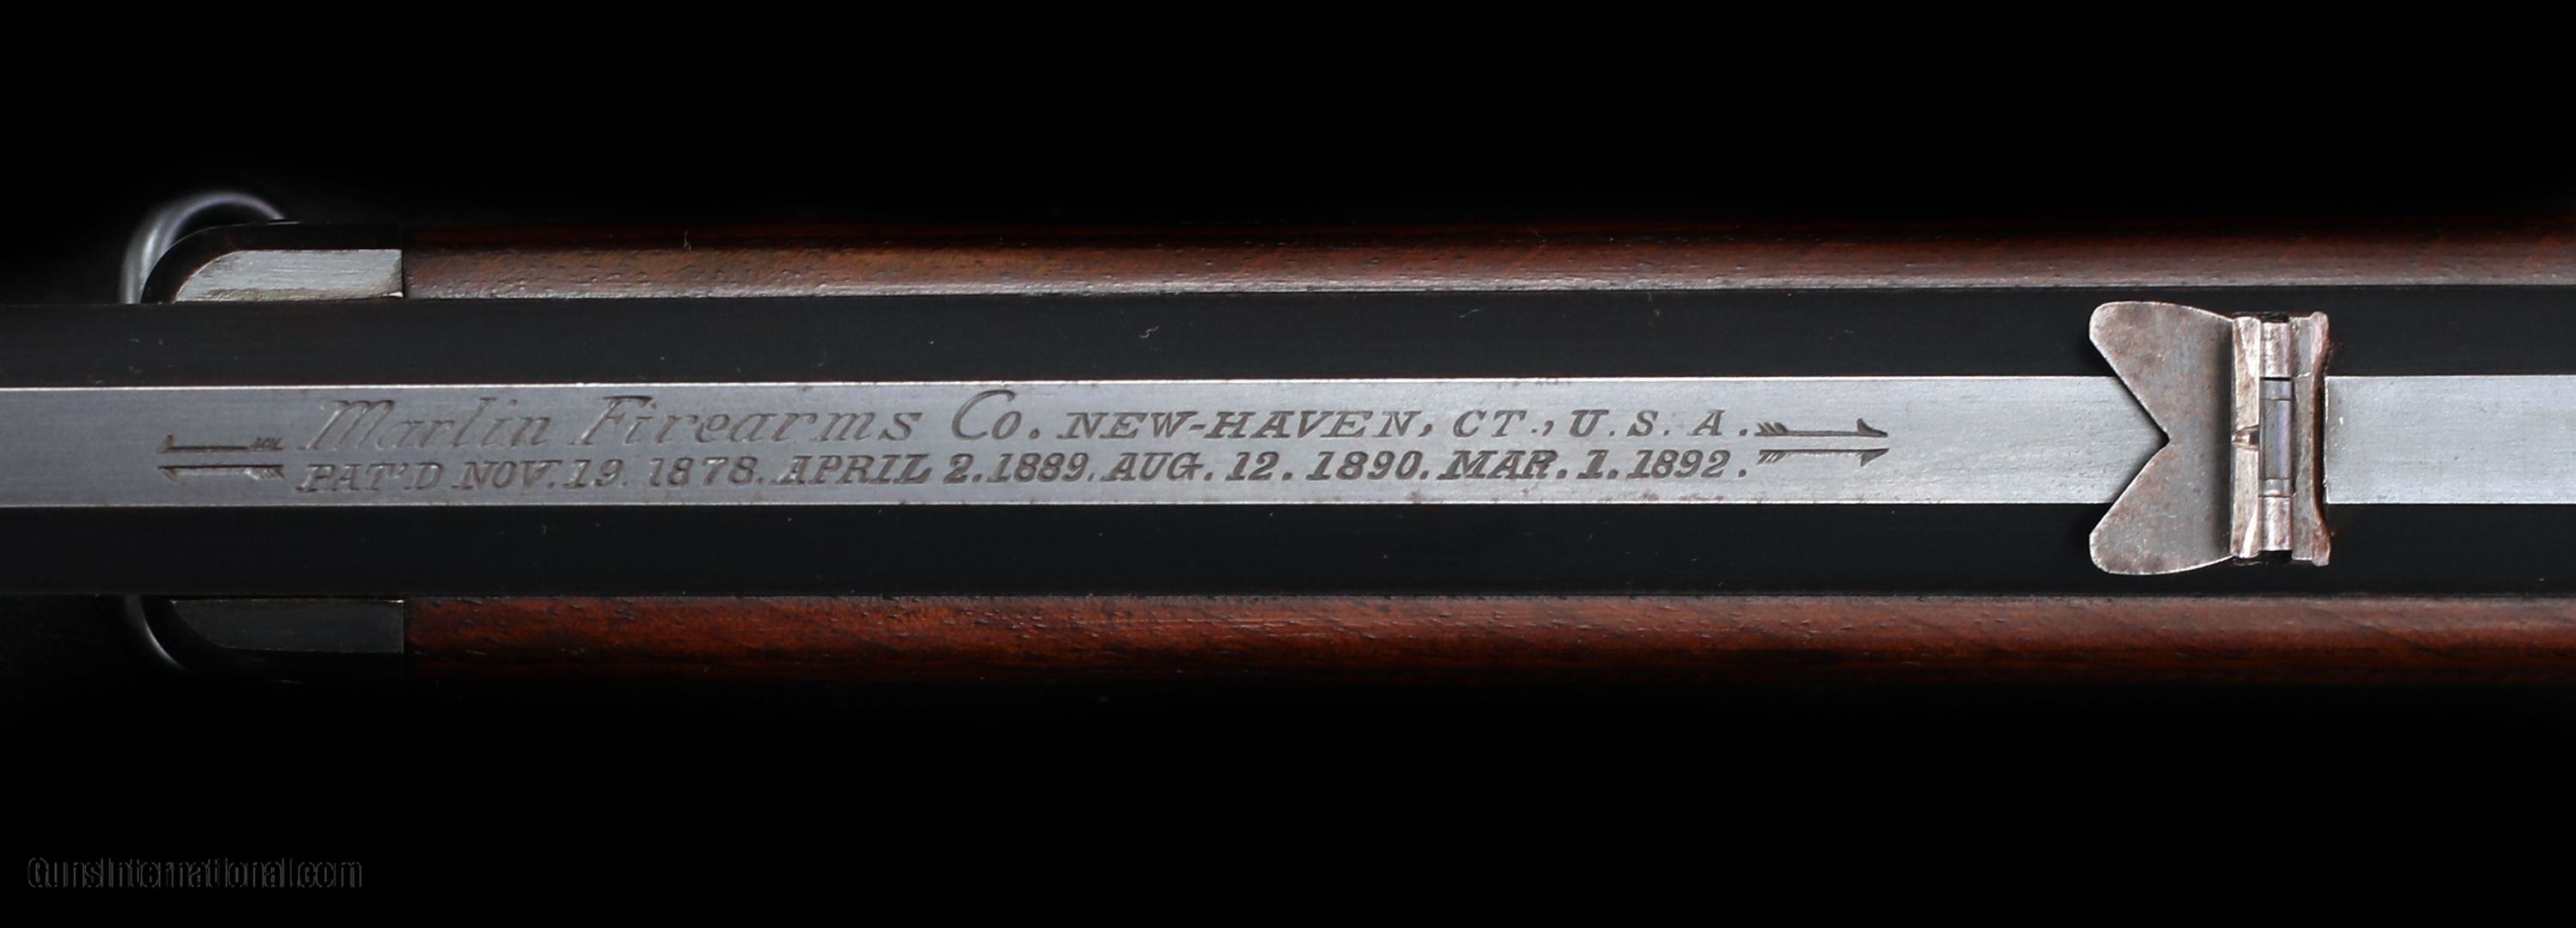 Marlin Firearms Co. NEW-HAVEN, CT., U.S.A.
PAT'D NOV. 19. 1878. APRIL 2. 1889. AUG. 12. 1890. MAR. 1. 1892.
GunsInternational.com